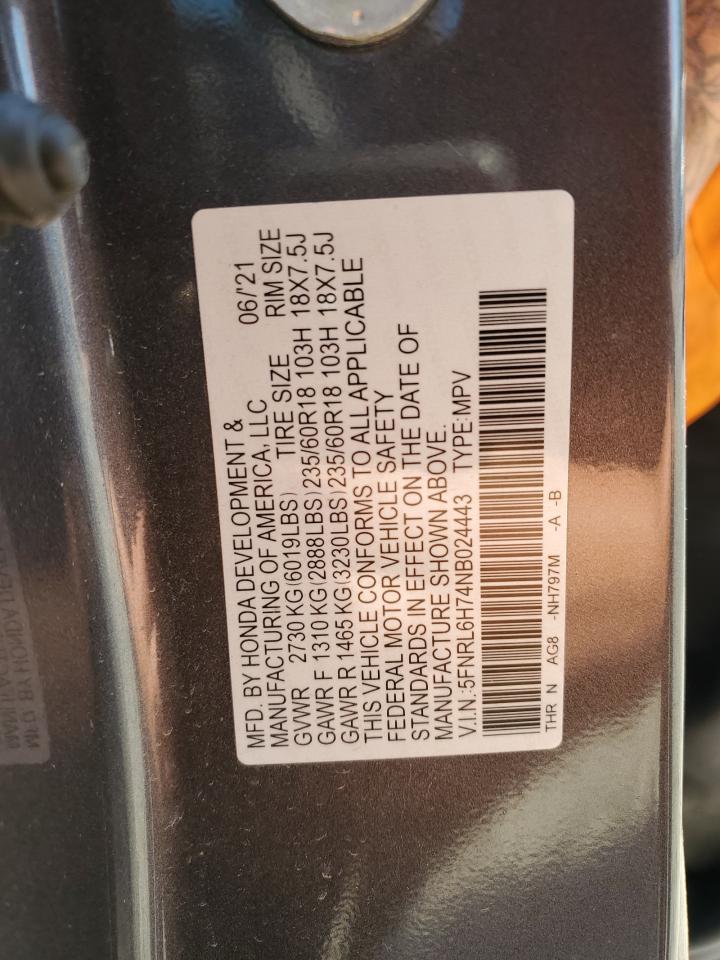 MFD. BY HONDA DEVELOPMENT &
MANUFACTURING OF AMERICA, LLC 06/'21
GVWR 2730 KG (6019LBS) TIRE SIZE RIM SIZE
GAWR F 1310 KG (2888LBS) 235/60R18 103H 18X7.5J
GAWR R 1465 KG (3230LBS) 235/60R18 103H 18X7.5J
THIS VEHICLE CONFORMS TO ALL APPLICABLE
FEDERAL MOTOR VEHICLE SAFETY
STANDARDS IN EFFECT ON THE DATE OF
MANUFACTURE SHOWN ABOVE.
V.I.N.:5FNRL6H74NB024443 TYPE:MPV
THR N AG8 -NH797M -A -B